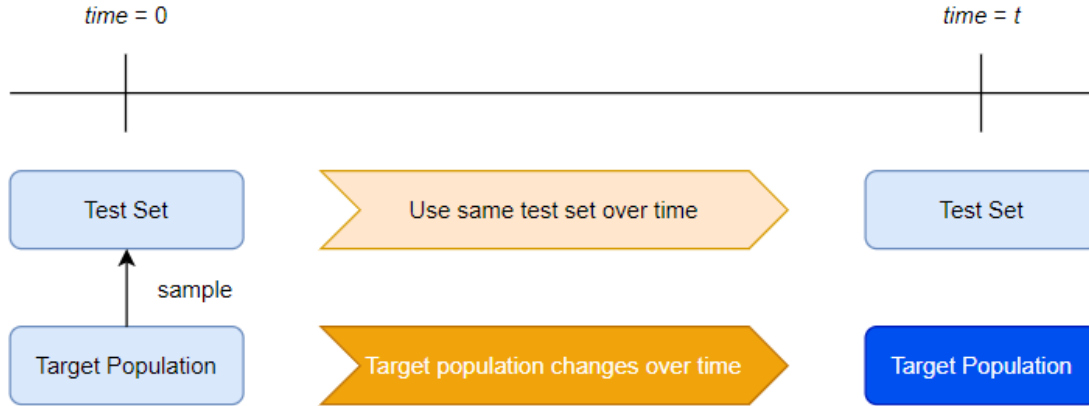 time = 0
time = t
Test Set
Use same test set over time
Test Set
sample
Target Population
Target population changes over time
Target Population